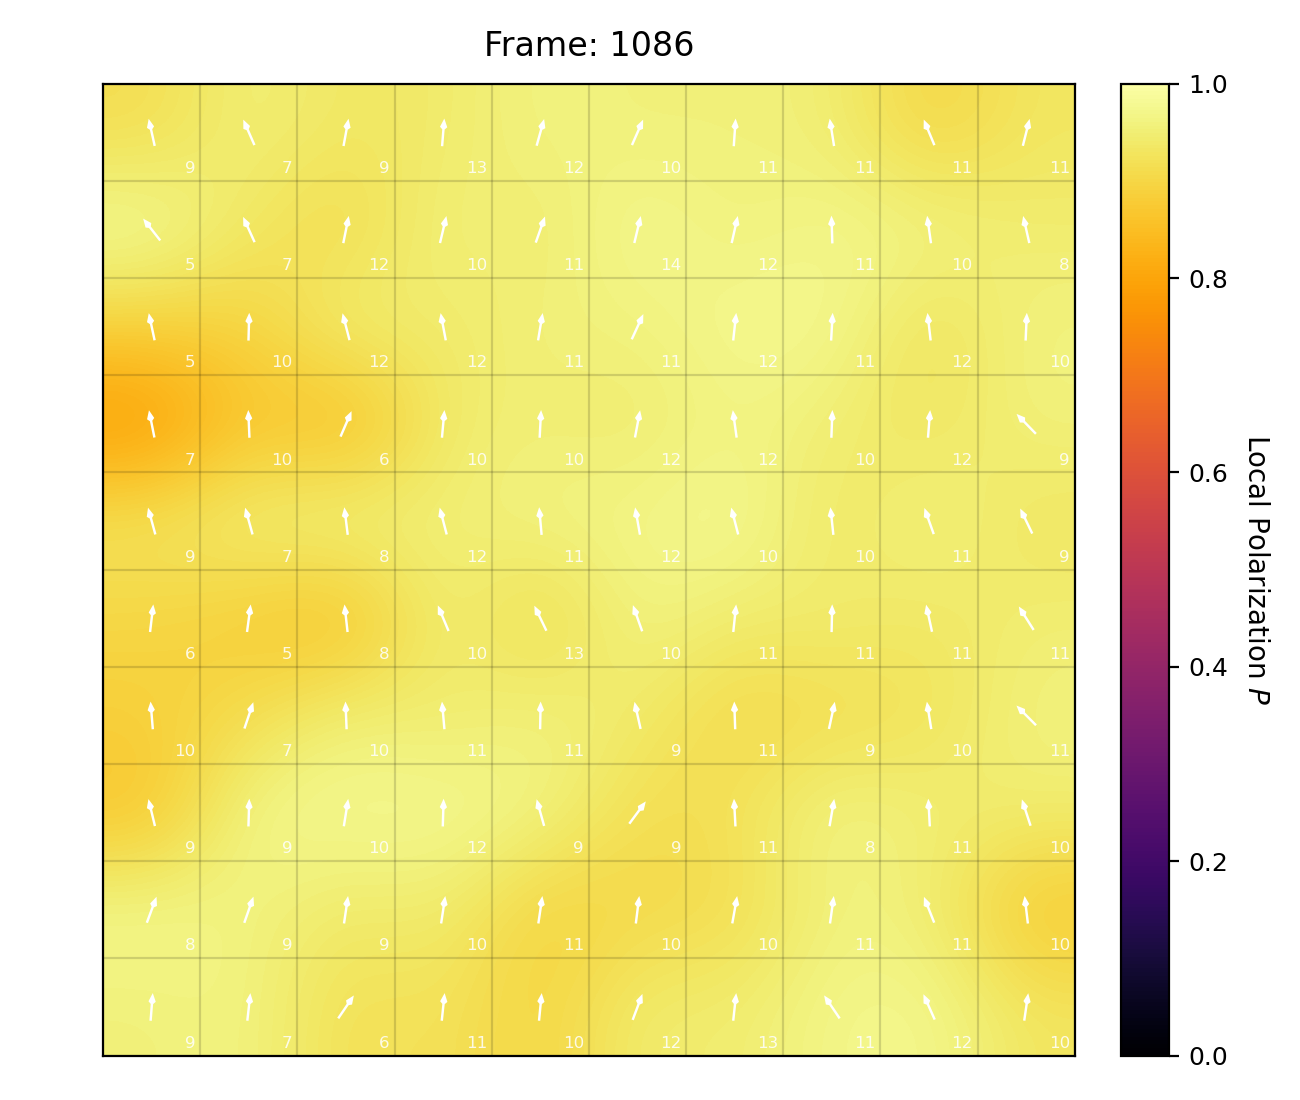 Frame: 1086
9 7 9 13 12 10 11 11 11 11
5 7 12 10 11 14 12 11 10 8
5 10 12 12 11 11 12 11 12 10
7 10 6 10 10 12 12 10 12 9
9 7 8 12 11 12 10 10 11 9
6 5 8 10 13 10 11 11 11 11
10 7 10 11 11 9 11 9 10 11
9 9 10 12 9 9 11 8 11 10
8 9 9 10 11 10 10 11 11 10
9 7 6 11 10 12 13 11 12 10
1.0
0.8
0.6
0.4
0.2
0.0
Local Polarization P